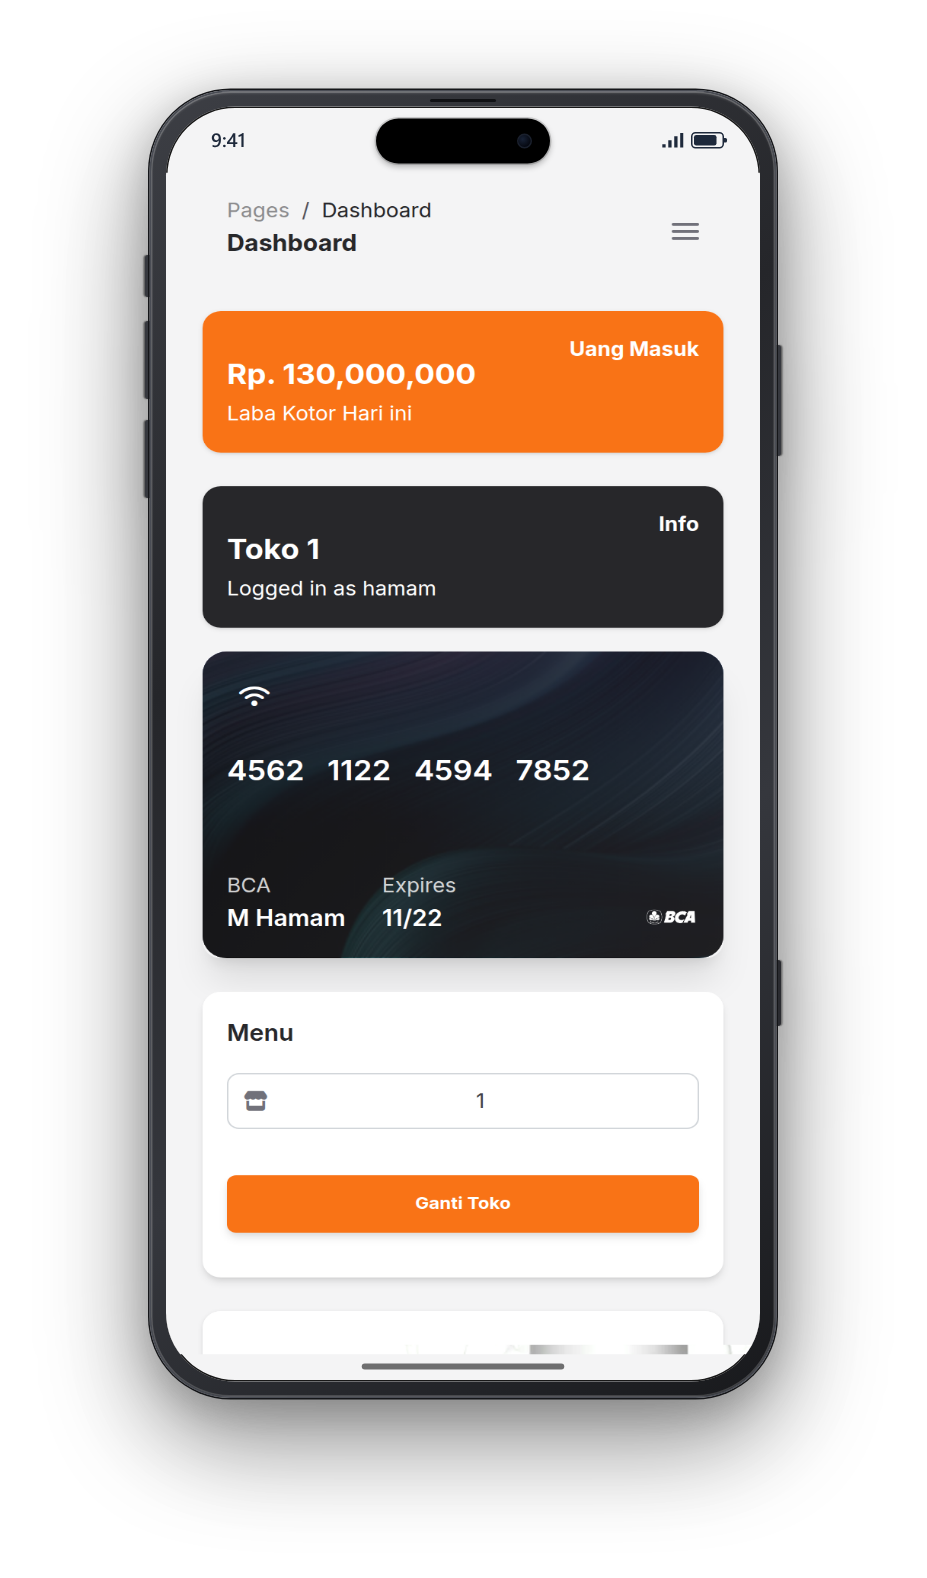 9:41
Pages / Dashboard
Dashboard
Uang Masuk
Rp. 130,000,000
Laba Kotor Hari ini
Info
Toko 1
Logged in as hamam
4562 1122 4594 7852
BCA Expires
M Hamam 11/22
BCA
Menu
1
Ganti Toko